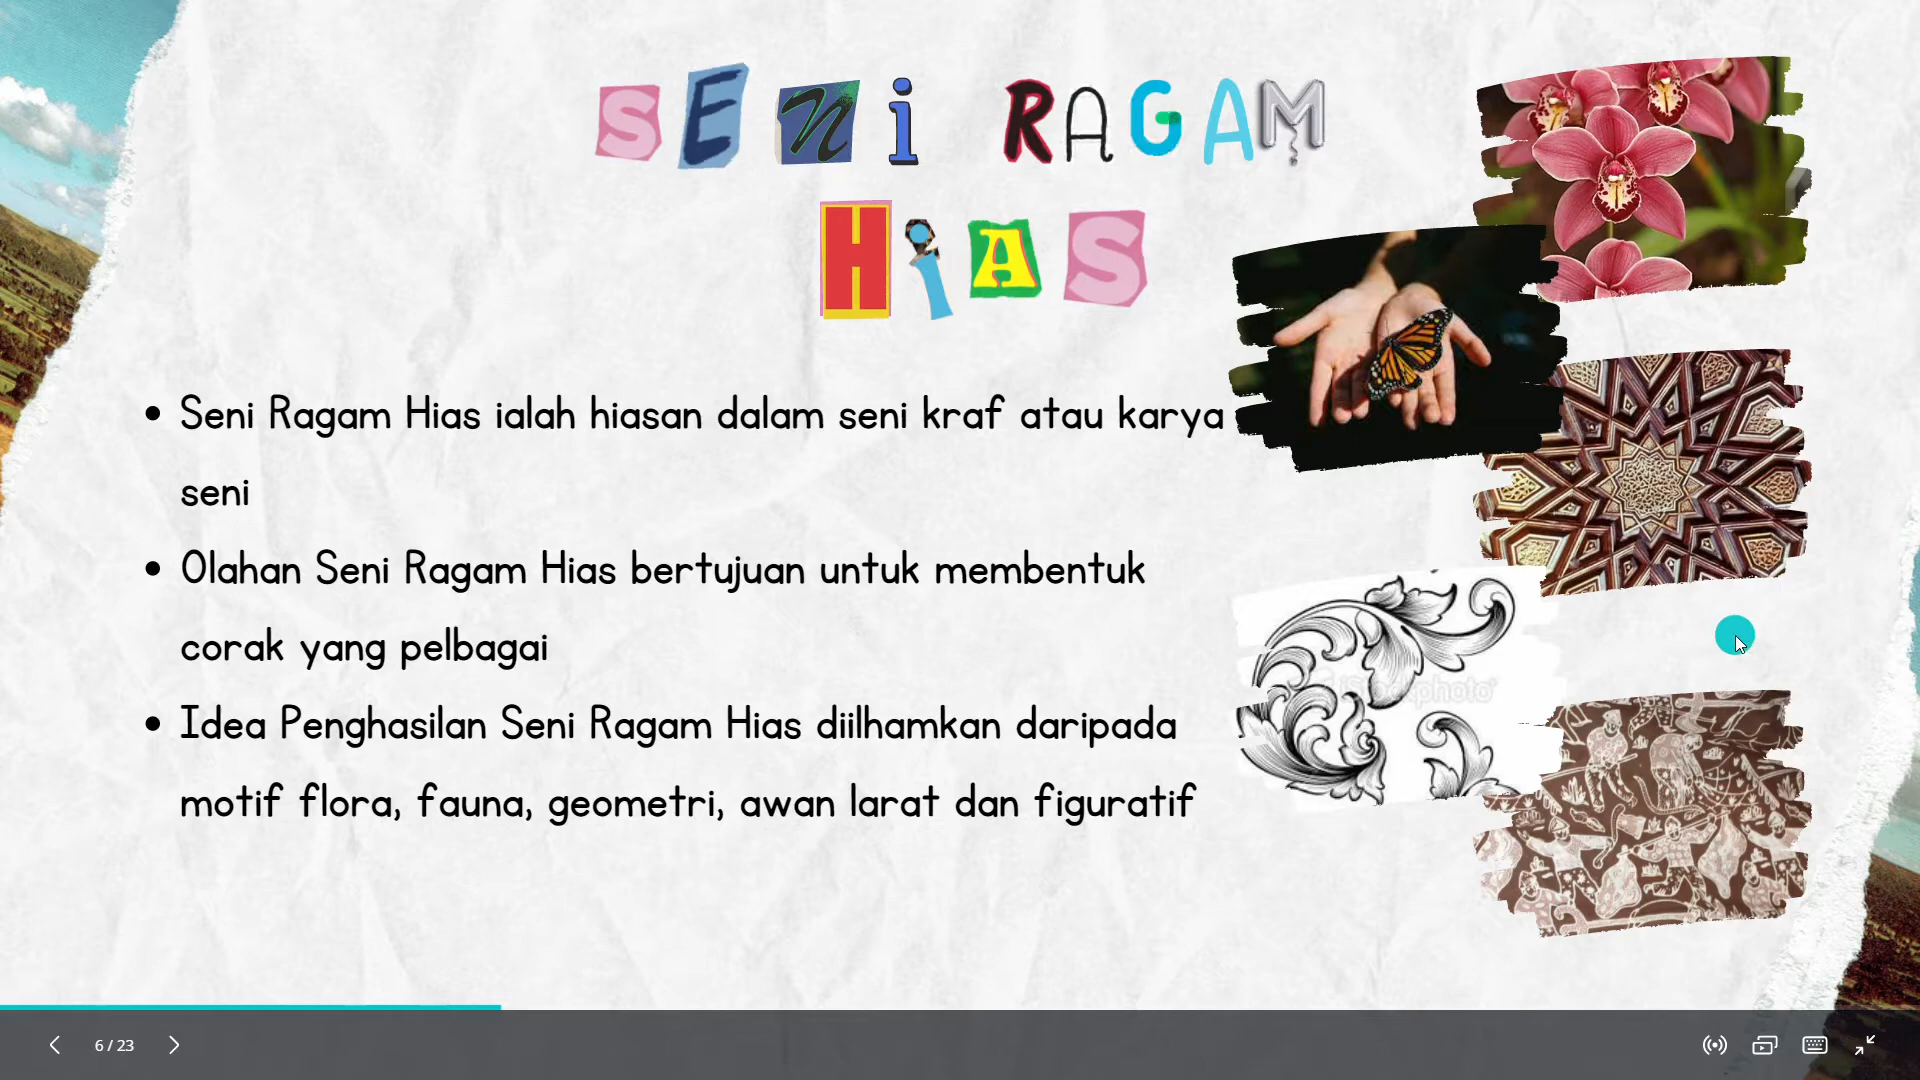 SENi RAGAM
HiAS
• Seni Ragam Hias ialah hiasan dalam seni kraf atau karya
seni
• Olahan Seni Ragam Hias bertujuan untuk membentuk
corak yang pelbagai
• Idea Penghasilan Seni Ragam Hias diilhamkan daripada
motif flora, fauna, geometri, awan larat dan figuratif
iStockphoto
6 / 23